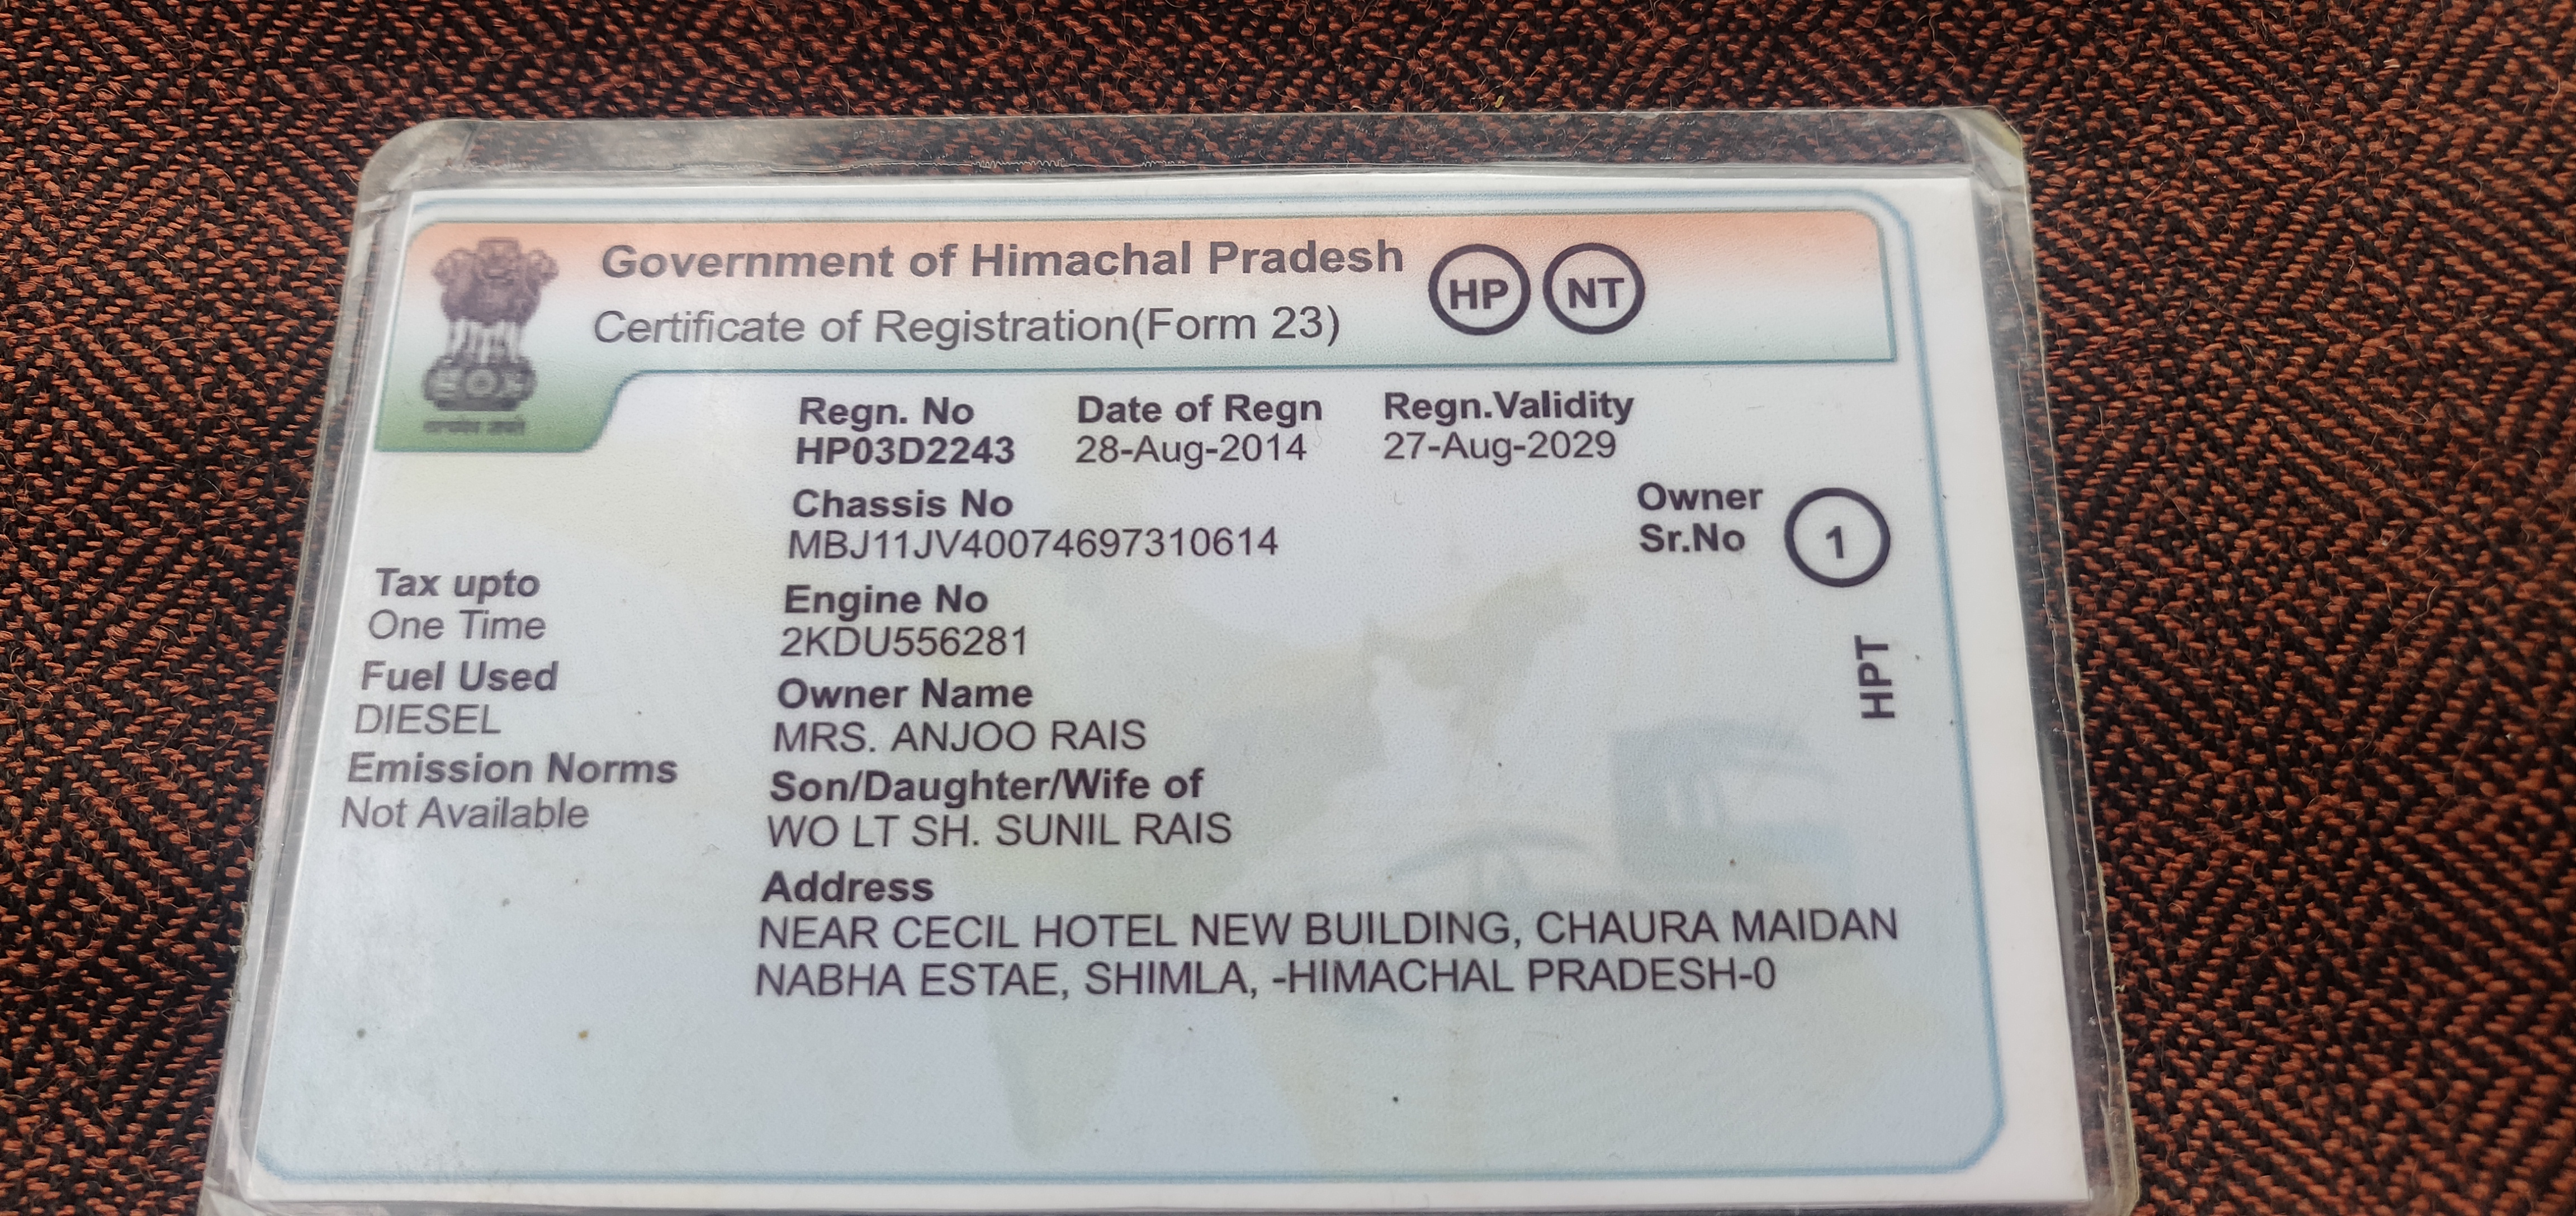 Government of Himachal Pradesh
Certificate of Registration(Form 23)
HP NT
Regn. No Date of Regn Regn.Validity
HP03D2243 28-Aug-2014 27-Aug-2029
Chassis No
MBJ11JV40074697310614
Owner
Sr.No
1
Engine No
2KDU556281
Owner Name
MRS. ANJOO RAIS
Son/Daughter/Wife of
WO LT SH. SUNIL RAIS
Address
NEAR CECIL HOTEL NEW BUILDING, CHAURA MAIDAN
NABHA ESTAE, SHIMLA, -HIMACHAL PRADESH-0
Tax upto
One Time
Fuel Used
DIESEL
Emission Norms
Not Available
HPT